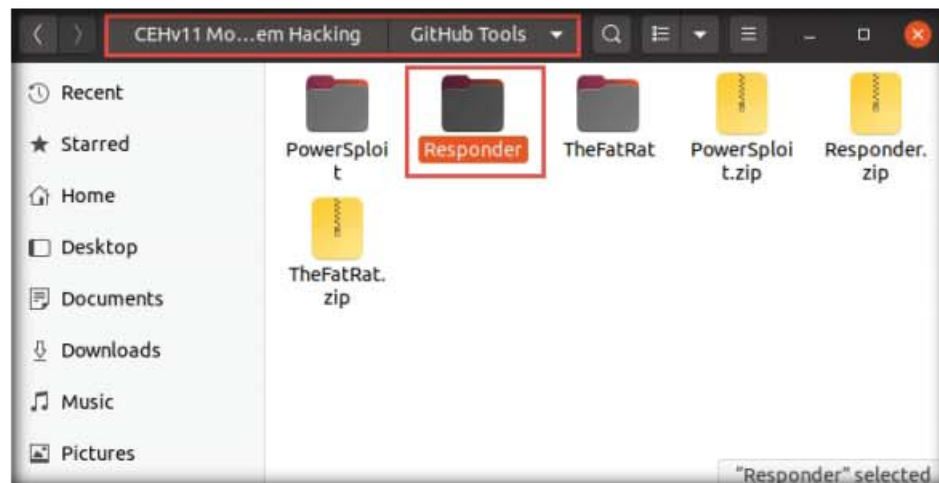 CEHv11 Mo...em Hacking GitHub Tools
Recent
Starred
Home
Desktop
Documents
Downloads
Music
Pictures
PowerSploi
t
Responder
TheFatRat
PowerSploi
t.zip
Responder.
zip
TheFatRat.
zip
"Responder" selected